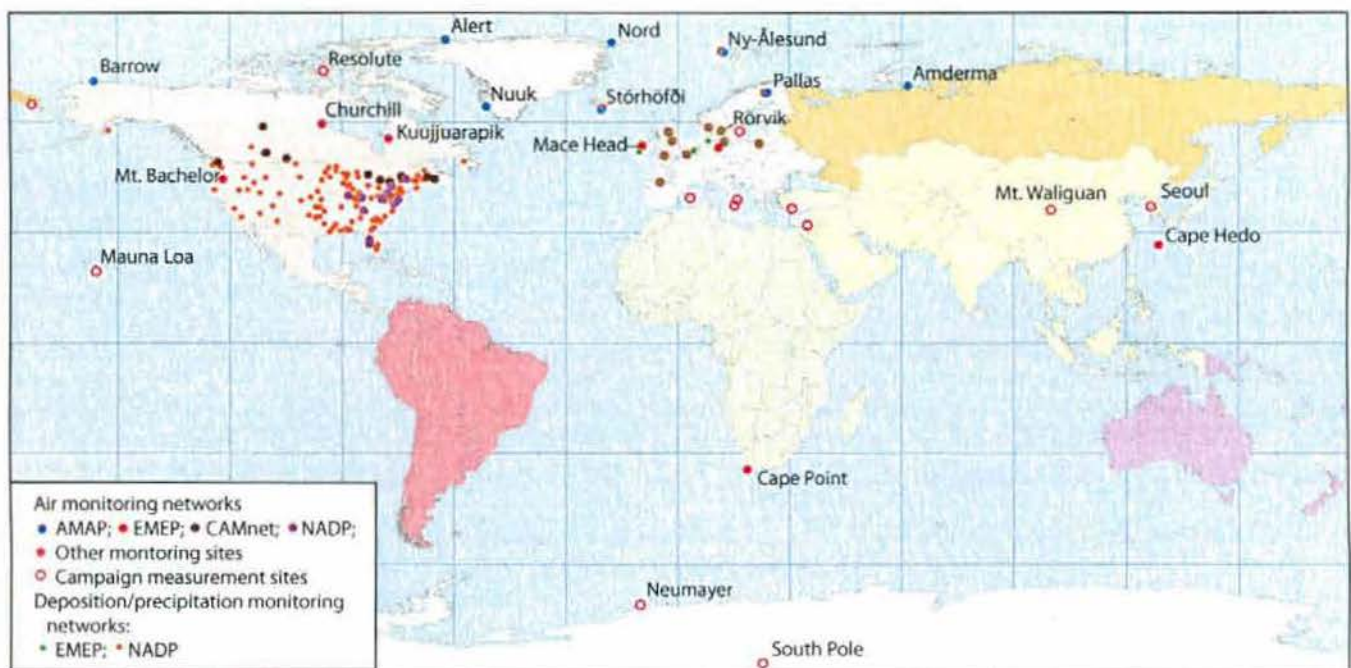 Alert
Nord
Ny-Ålesund
Resolute
Barrow
Pallas
Amderma
Nuuk
Stórhöfði
Churchill
Rörvik
Kuujjuarapik
Mace Head
Mt. Bachelor
Mt. Waliguan
Seoul
Cape Hedo
Mauna Loa
Cape Point
Air monitoring networks
AMAP; EMEP; CAMnet; NADP;
Other montoring sites
Campaign measurement sites
Deposition/precipitation monitoring
networks:
EMEP; NADP
Neumayer
South Pole